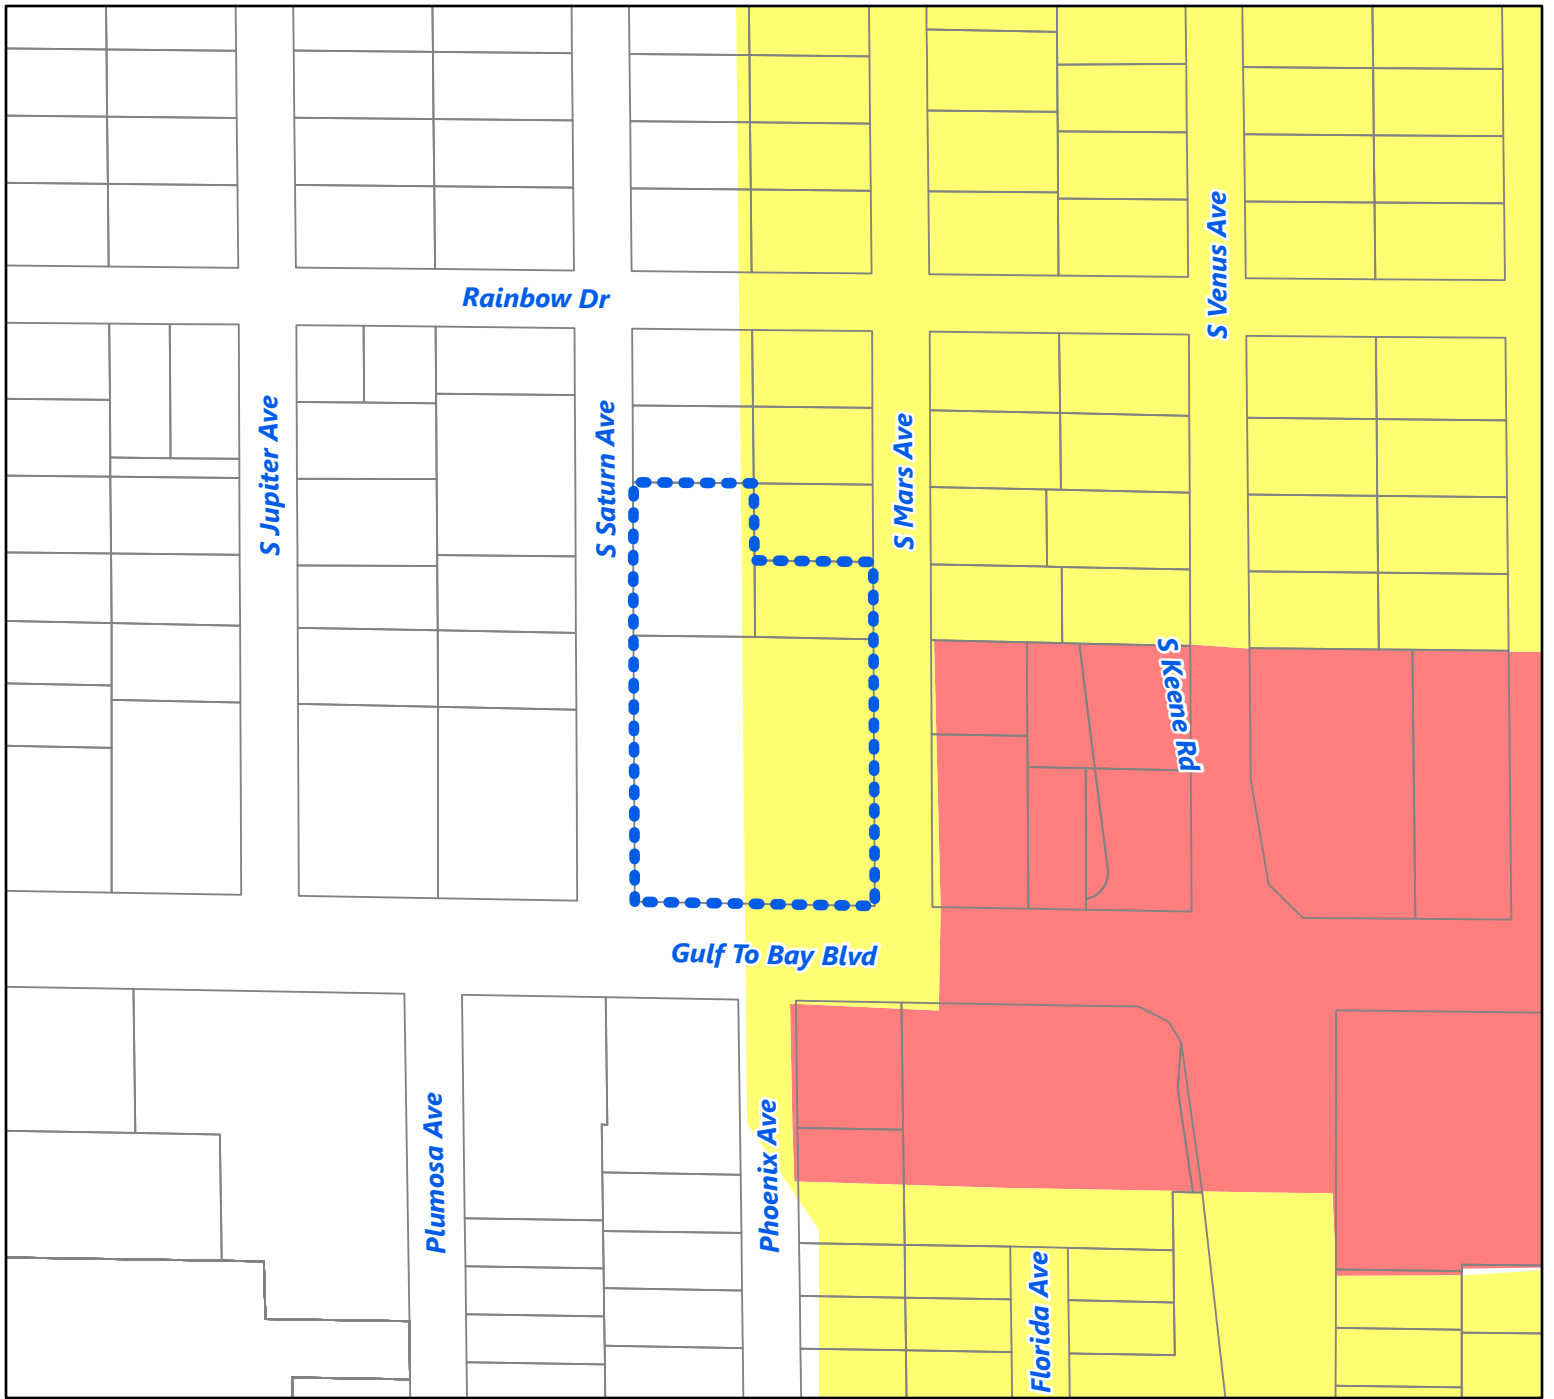 Rainbow Dr
S Venus Ave
S Jupiter Ave
S Saturn Ave
S Mars Ave
S Keene Rd
Gulf To Bay Blvd
Plumosa Ave
Phoenix Ave
Florida Ave